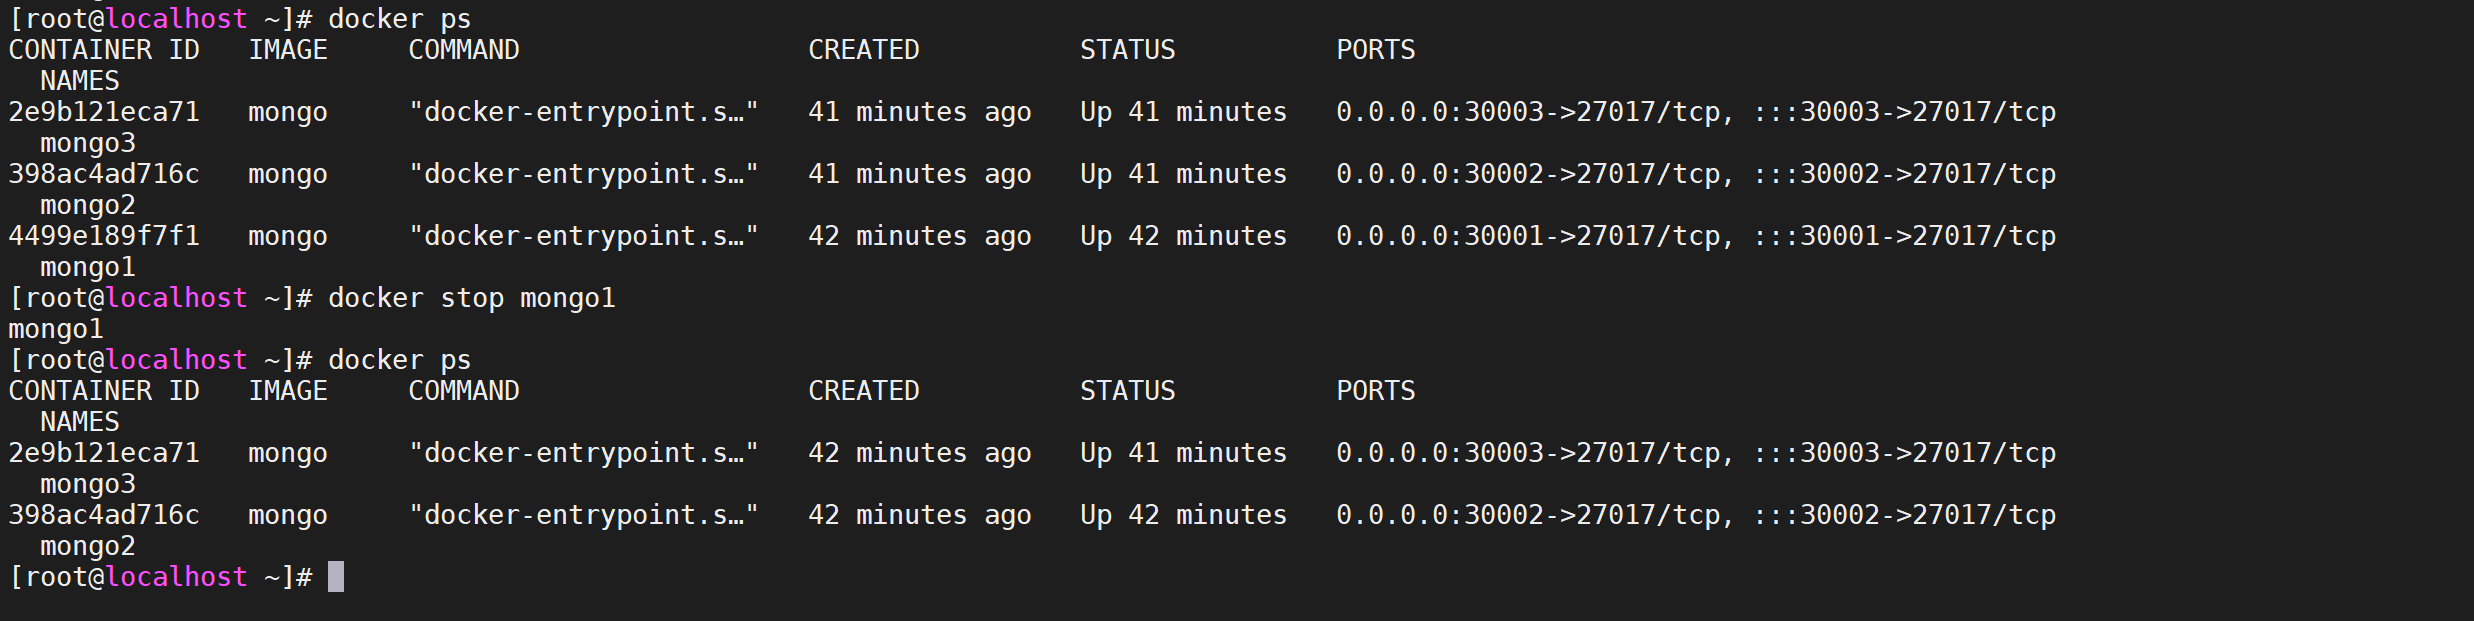 [root@localhost ~]# docker ps
CONTAINER ID   IMAGE     COMMAND                  CREATED          STATUS          PORTS
  NAMES
2e9b121eca71   mongo     "docker-entrypoint.s…"   41 minutes ago   Up 41 minutes   0.0.0.0:30003->27017/tcp, :::30003->27017/tcp
  mongo3
398ac4ad716c   mongo     "docker-entrypoint.s…"   41 minutes ago   Up 41 minutes   0.0.0.0:30002->27017/tcp, :::30002->27017/tcp
  mongo2
4499e189f7f1   mongo     "docker-entrypoint.s…"   42 minutes ago   Up 42 minutes   0.0.0.0:30001->27017/tcp, :::30001->27017/tcp
  mongo1
[root@localhost ~]# docker stop mongo1
mongo1
[root@localhost ~]# docker ps
CONTAINER ID   IMAGE     COMMAND                  CREATED          STATUS          PORTS
  NAMES
2e9b121eca71   mongo     "docker-entrypoint.s…"   42 minutes ago   Up 41 minutes   0.0.0.0:30003->27017/tcp, :::30003->27017/tcp
  mongo3
398ac4ad716c   mongo     "docker-entrypoint.s…"   42 minutes ago   Up 42 minutes   0.0.0.0:30002->27017/tcp, :::30002->27017/tcp
  mongo2
[root@localhost ~]#